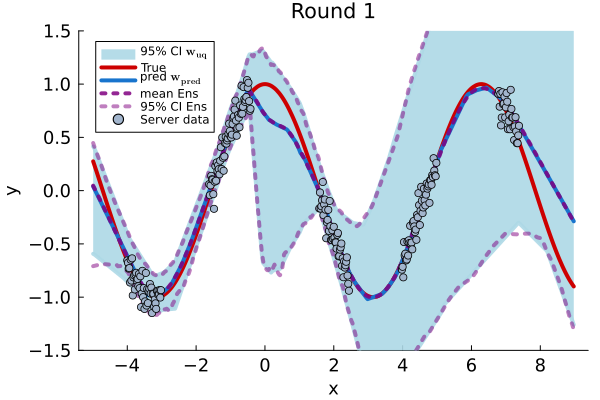 Round 1
95% CI w_uq
True
pred w_pred
mean Ens
95% CI Ens
Server data
y
1.5
1.0
0.5
0.0
−0.5
−1.0
−1.5
−4 −2 0 2 4 6 8
x